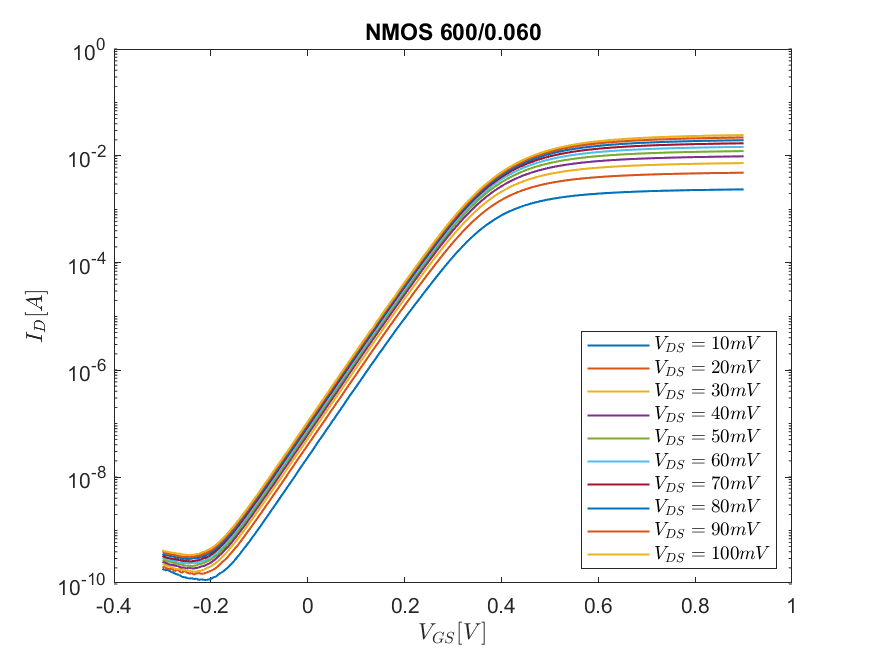 NMOS 600/0.060
10^0
10^-2
10^-4
10^-6
10^-8
10^-10
I_D[A]
V_DS = 10mV
V_DS = 20mV
V_DS = 30mV
V_DS = 40mV
V_DS = 50mV
V_DS = 60mV
V_DS = 70mV
V_DS = 80mV
V_DS = 90mV
V_DS = 100mV
-0.4 -0.2 0 0.2 0.4 0.6 0.8 1
V_GS[V]